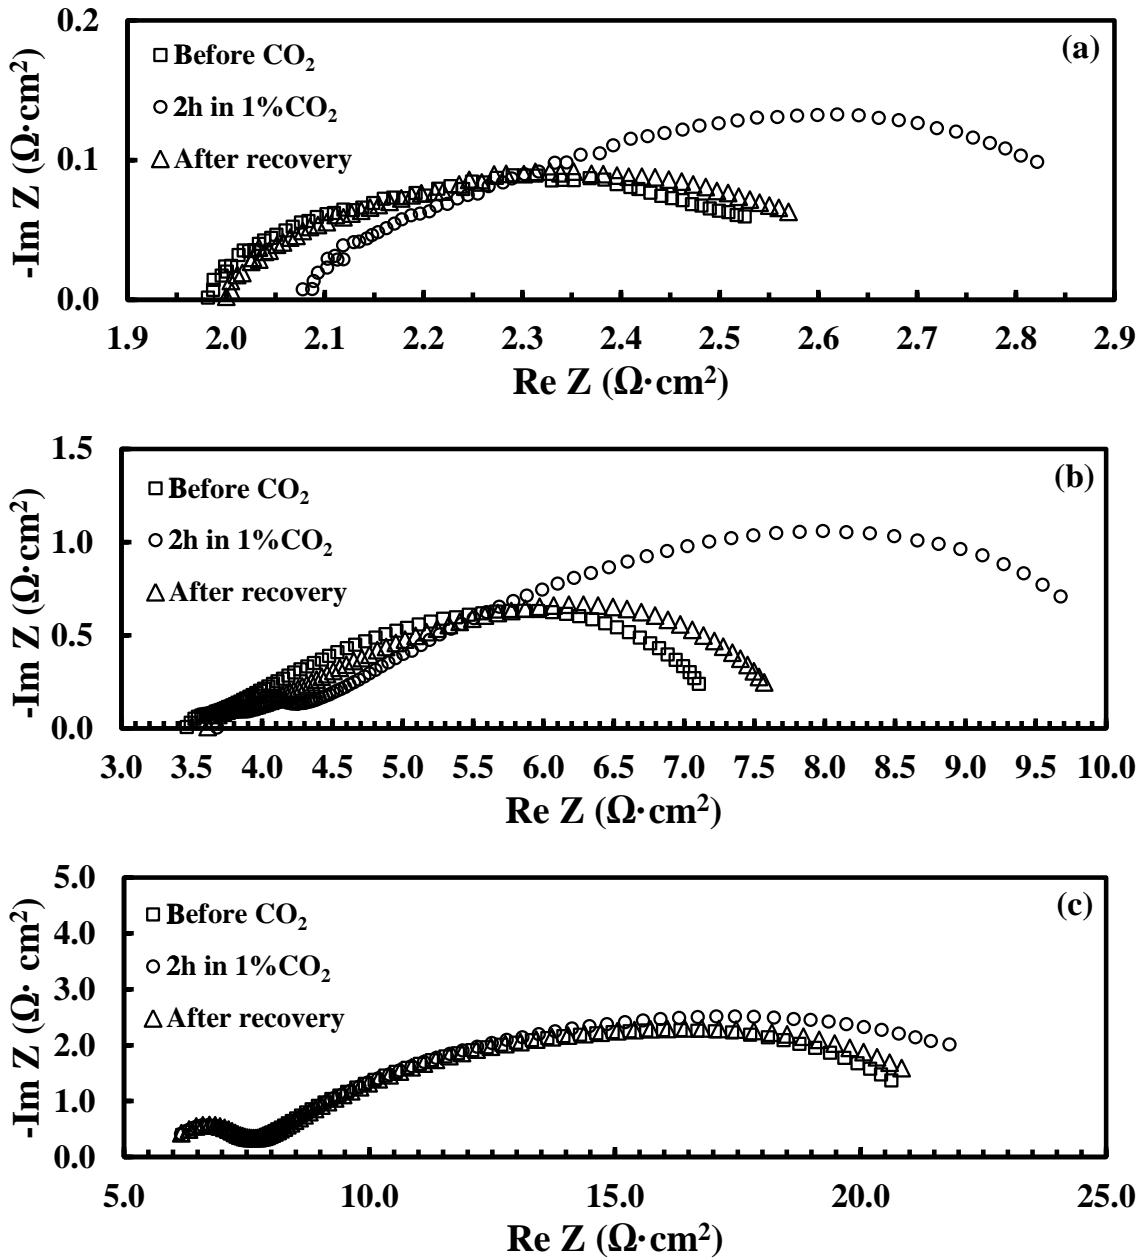 0.2
(a)
Before CO₂
2h in 1%CO₂
After recovery
0.1
0.0
-Im Z (Ω·cm²)
1.9 2.0 2.1 2.2 2.3 2.4 2.5 2.6 2.7 2.8 2.9
Re Z (Ω·cm²)
1.5
(b)
Before CO₂
1.0
2h in 1%CO₂
After recovery
0.5
0.0
-Im Z (Ω·cm²)
3.0 3.5 4.0 4.5 5.0 5.5 6.0 6.5 7.0 7.5 8.0 8.5 9.0 9.5 10.0
Re Z (Ω·cm²)
5.0
(c)
Before CO₂
4.0
2h in 1%CO₂
3.0
After recovery
2.0
1.0
0.0
-Im Z (Ω· cm²)
5.0 10.0 15.0 20.0 25.0
Re Z (Ω·cm²)